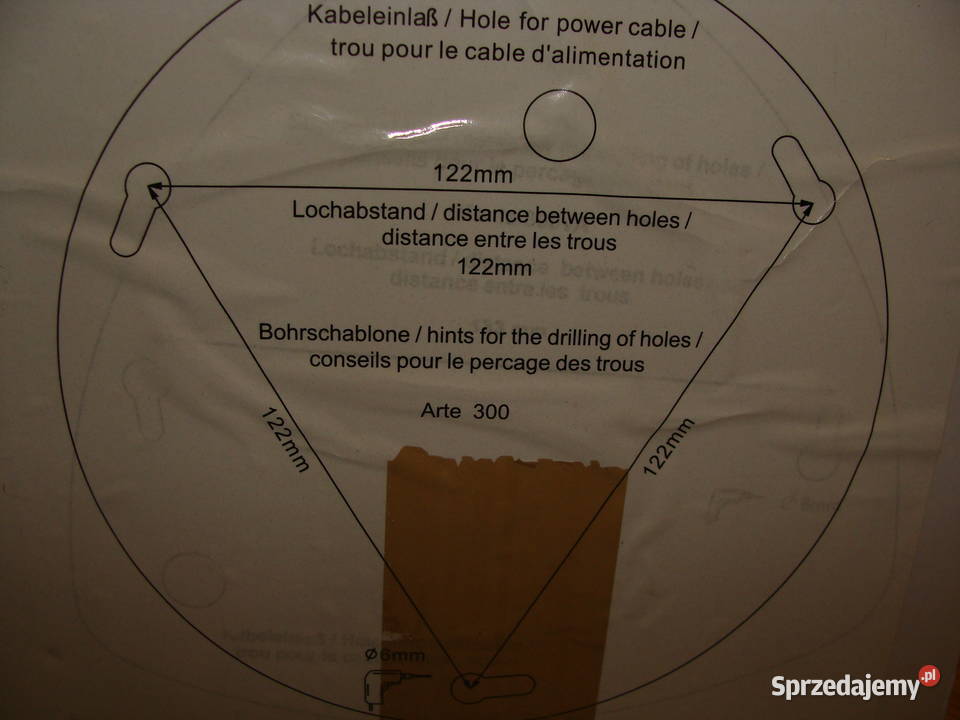 Kabeleinlaß / Hole for power cable /
trou pour le cable d'alimentation
122mm
Lochabstand / distance between holes /
distance entre les trous
122mm
Bohrschablone / hints for the drilling of holes /
conseils pour le percage des trous
Arte 300
122mm
122mm
ø6mm
Sprzedajemy.pl